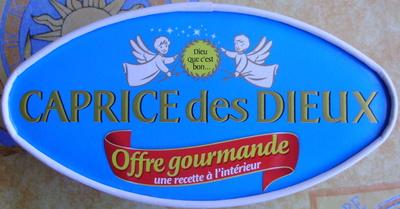 Dieu
que c'est
bon...
CAPRICE des DIEUX
Offre gourmande
une recette à l'intérieur